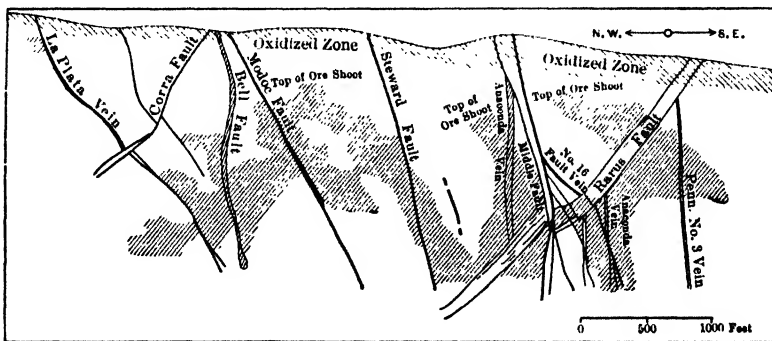 N. W. S. E.
La Plata Vein
Corra Fault
Bell Fault
Oxidized Zone
Modoc Fault
Top of Ore Shoot
Steward Fault
Top of
Ore Shoot
Anaconda Vein
Middle Fault
Oxidized Zone
Top of Ore Shoot
No. 16
Fault Vein
Rarus Fault
Anaconda
Vein
Penn. No. 3 Vein
0 500 1000 Feet